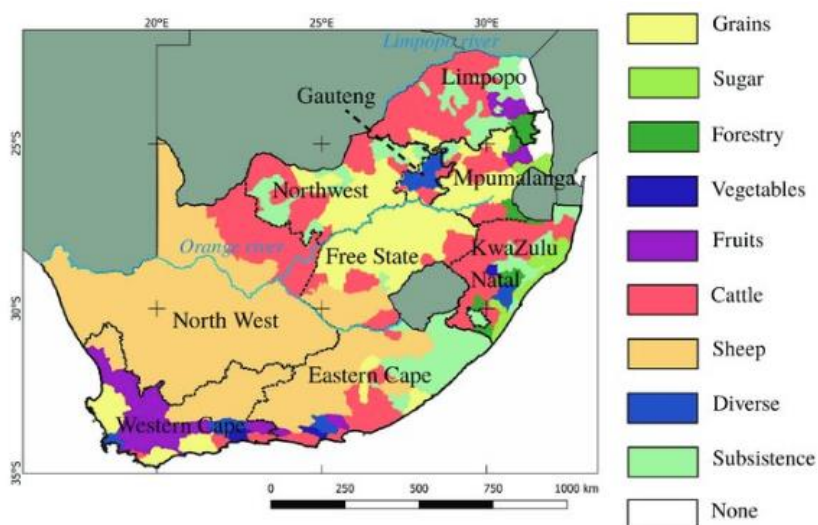 20°E
25°E
30°E
Limpopo river
Limpopo
Gauteng
25°S
Northwest
Mpumalanga
Orange river
Free State
KwaZulu
Natal
30°S
North West
Eastern Cape
Western Cape
35°S
0 250 500 750 1000 km
Grains
Sugar
Forestry
Vegetables
Fruits
Cattle
Sheep
Diverse
Subsistence
None